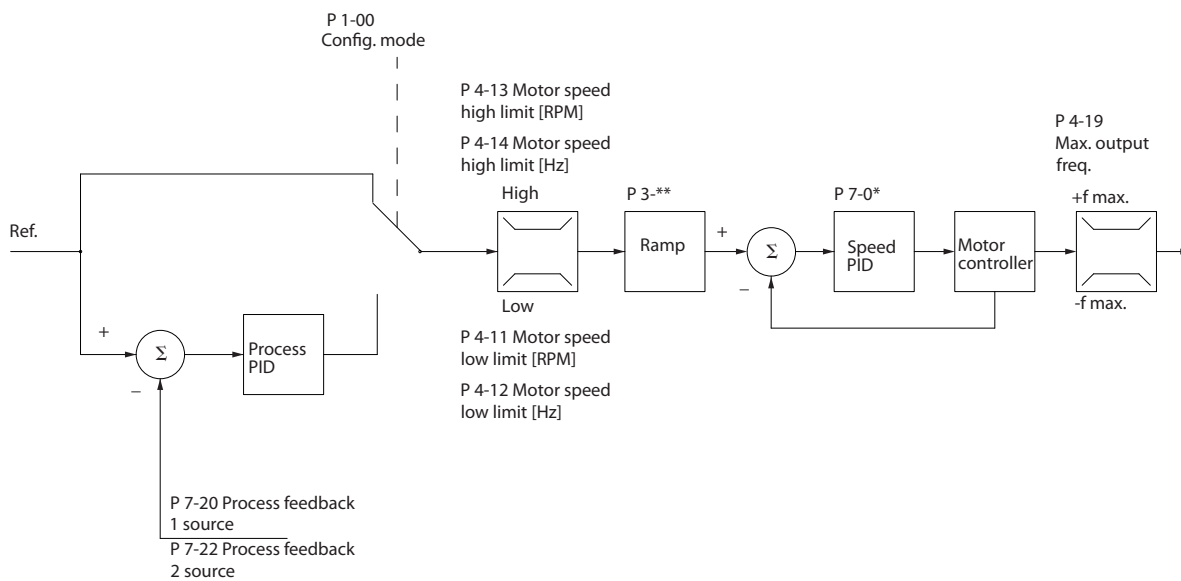 P 1-00
Config. mode
P 4-13 Motor speed
high limit [RPM]
P 4-14 Motor speed
high limit [Hz]
P 4-19
Max. output
freq.
High
P 3-**
P 7-0*
+f max.
Ref.
Ramp
+
Σ
–
Speed
PID
Motor
controller
Low
-f max.
+
Σ
–
Process
PID
P 4-11 Motor speed
low limit [RPM]
P 4-12 Motor speed
low limit [Hz]
P 7-20 Process feedback
1 source
P 7-22 Process feedback
2 source